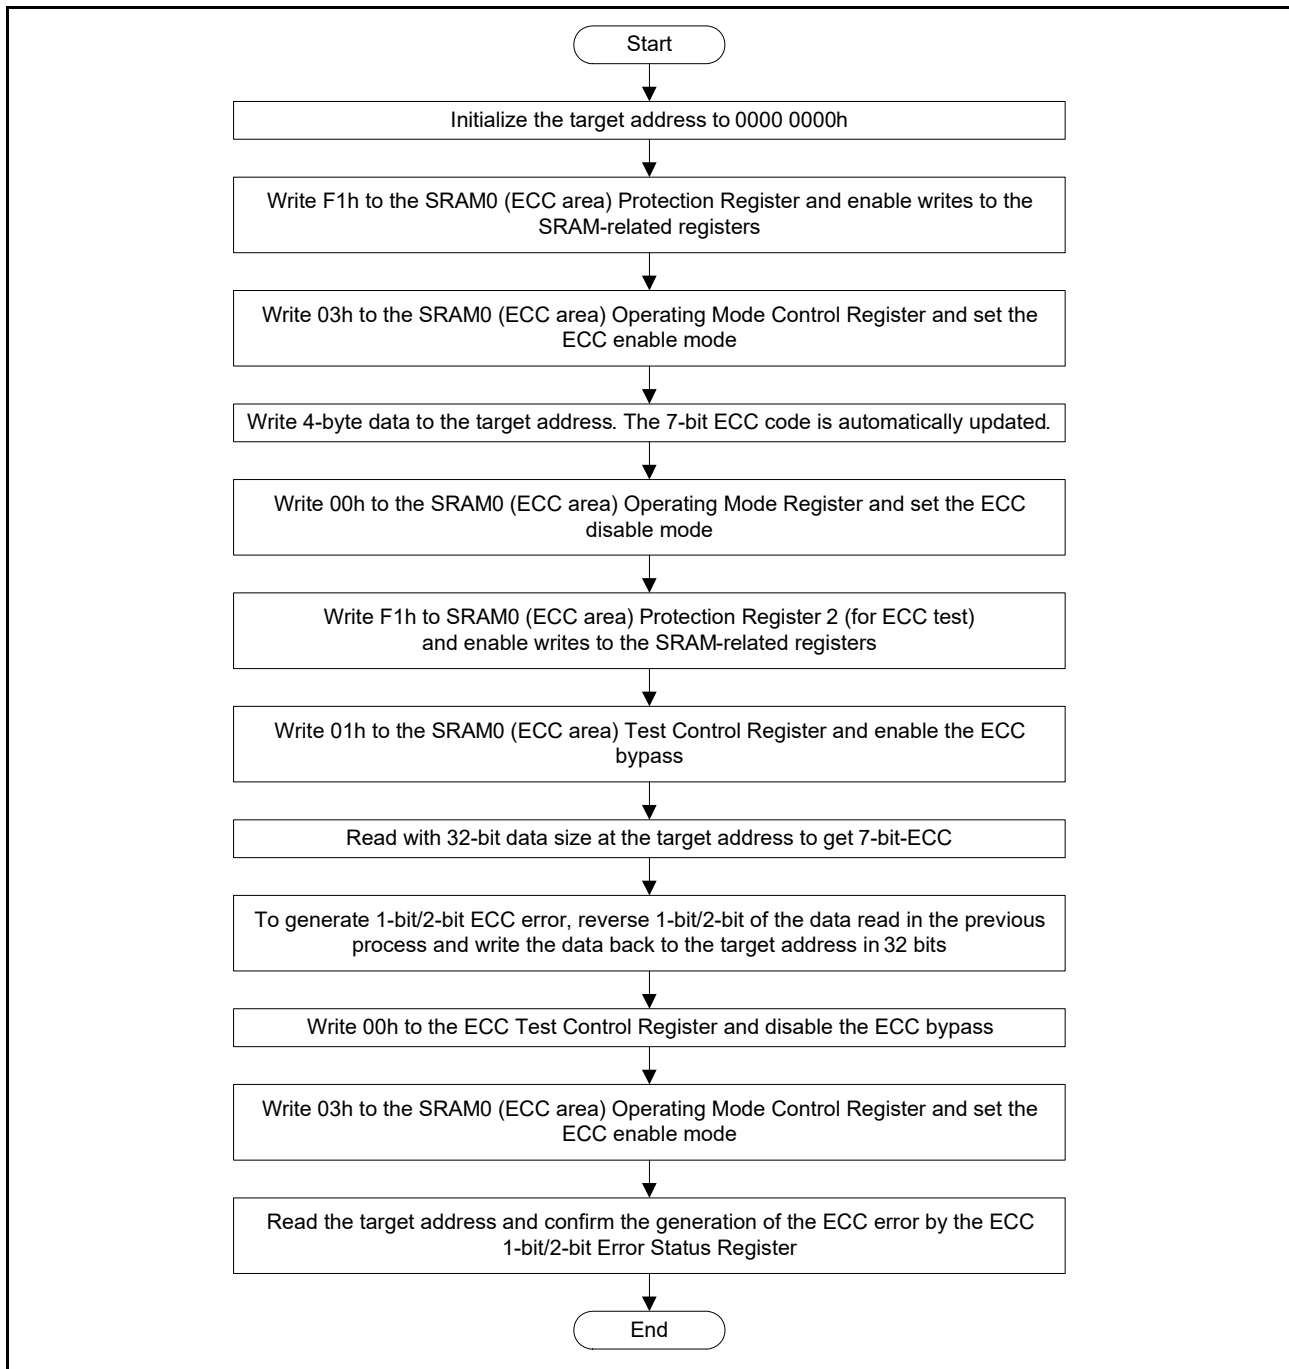 Start
Initialize the target address to 0000 0000h
Write F1h to the SRAM0 (ECC area) Protection Register and enable writes to the
SRAM-related registers
Write 03h to the SRAM0 (ECC area) Operating Mode Control Register and set the
ECC enable mode
Write 4-byte data to the target address. The 7-bit ECC code is automatically updated.
Write 00h to the SRAM0 (ECC area) Operating Mode Register and set the ECC
disable mode
Write F1h to SRAM0 (ECC area) Protection Register 2 (for ECC test)
and enable writes to the SRAM-related registers
Write 01h to the SRAM0 (ECC area) Test Control Register and enable the ECC
bypass
Read with 32-bit data size at the target address to get 7-bit-ECC
To generate 1-bit/2-bit ECC error, reverse 1-bit/2-bit of the data read in the previous
process and write the data back to the target address in 32 bits
Write 00h to the ECC Test Control Register and disable the ECC bypass
Write 03h to the SRAM0 (ECC area) Operating Mode Control Register and set the
ECC enable mode
Read the target address and confirm the generation of the ECC error by the ECC
1-bit/2-bit Error Status Register
End